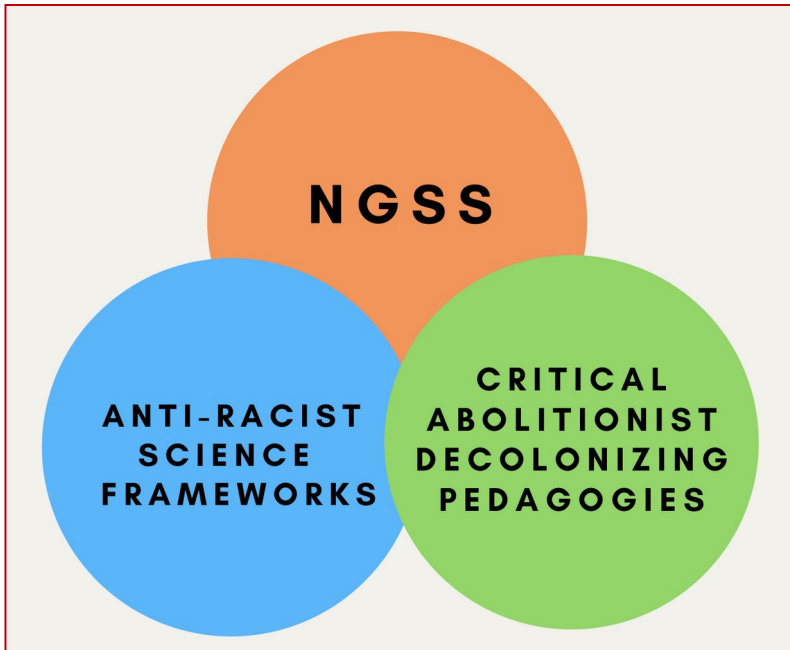 NGSS
ANTI-RACIST
SCIENCE
FRAMEWORKS
CRITICAL
ABOLITIONIST
DECOLONIZING
PEDAGOGIES